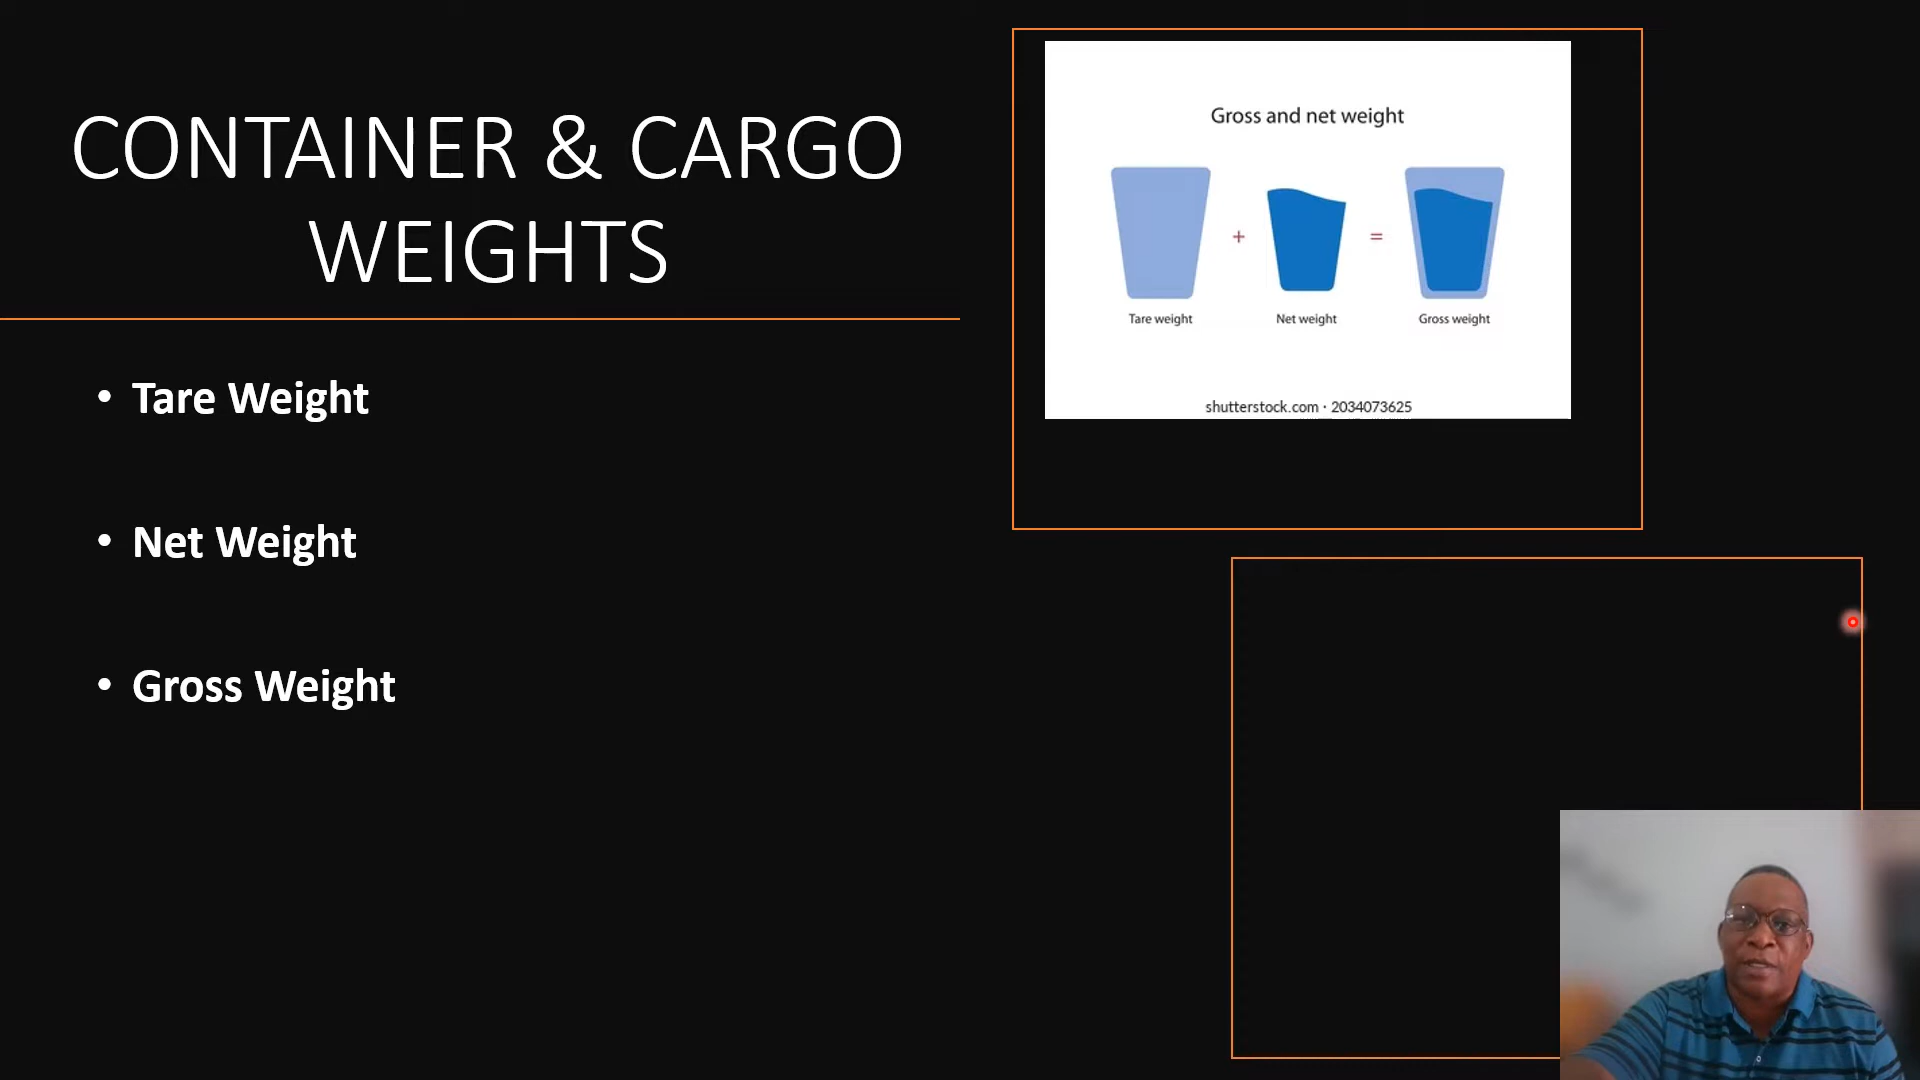 CONTAINER & CARGO
WEIGHTS
• Tare Weight
• Net Weight
• Gross Weight
Gross and net weight
+ =
Tare weight Net weight Gross weight
shutterstock.com · 2034073625